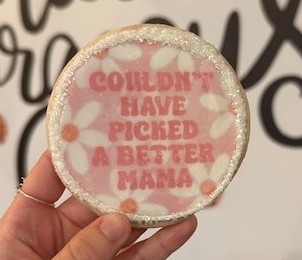 COULDN'T
HAVE
PICKED
A BETTER
MAMA